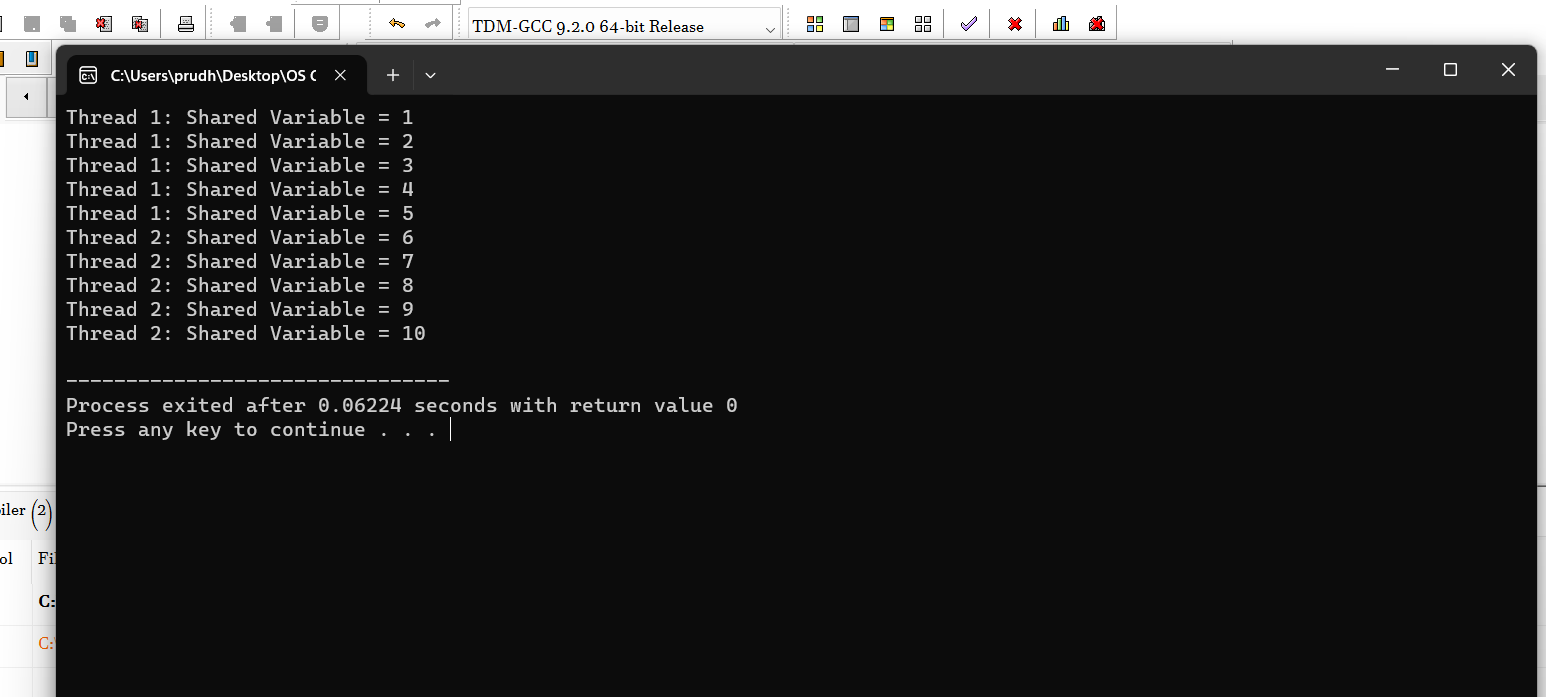 TDM-GCC 9.2.0 64-bit Release
C:\Users\prudh\Desktop\OS C
Thread 1: Shared Variable = 1
Thread 1: Shared Variable = 2
Thread 1: Shared Variable = 3
Thread 1: Shared Variable = 4
Thread 1: Shared Variable = 5
Thread 2: Shared Variable = 6
Thread 2: Shared Variable = 7
Thread 2: Shared Variable = 8
Thread 2: Shared Variable = 9
Thread 2: Shared Variable = 10
--------------------------------
Process exited after 0.06224 seconds with return value 0
Press any key to continue . . .
iler (2)
ol Fil
C:
C: